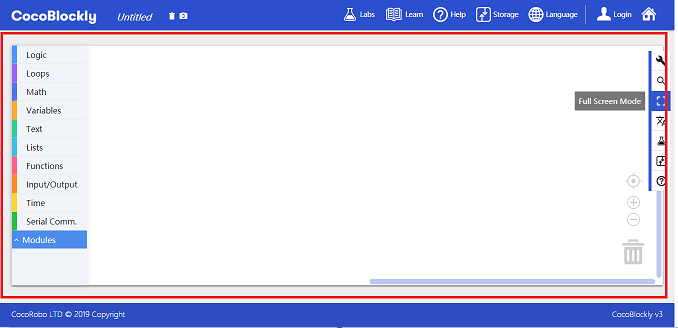 CocoBlockly Untitled Labs Learn Help Storage Language Login
Logic
Loops
Math
Full Screen Mode
Variables
Text
Lists
Functions
Input/Output
Time
Serial Comm.
Modules
CocoRobo LTD © 2019 Copyright CocoBlockly v3